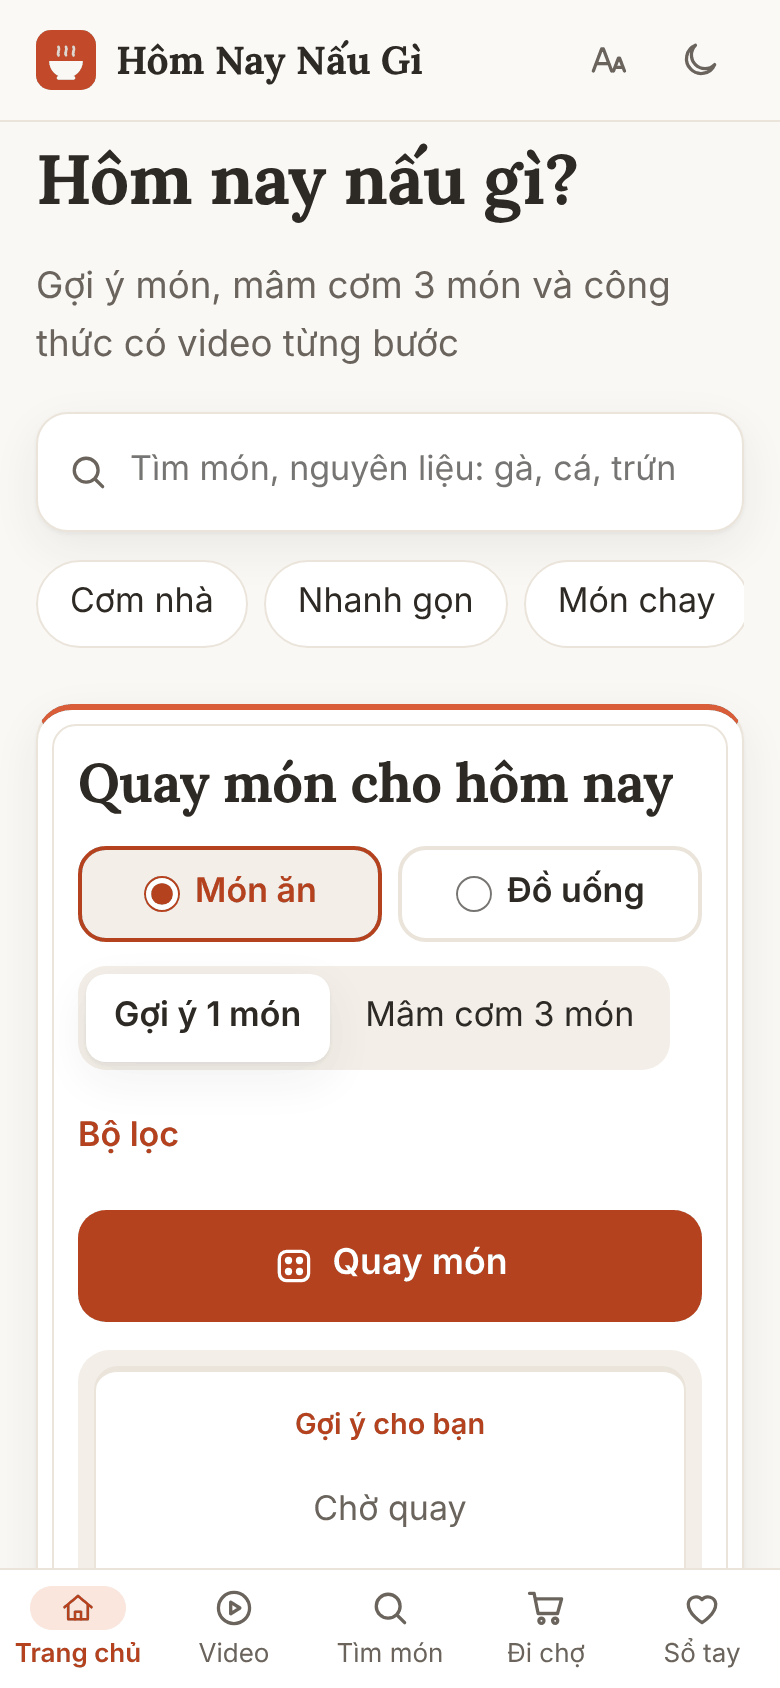 Hôm Nay Nấu Gì
AA
Hôm nay nấu gì?
Gợi ý món, mâm cơm 3 món và công
thức có video từng bước
Tìm món, nguyên liệu: gà, cá, trứn
Cơm nhà
Nhanh gọn
Món chay
Quay món cho hôm nay
Món ăn
Đồ uống
Gợi ý 1 món
Mâm cơm 3 món
Bộ lọc
Quay món
Gợi ý cho bạn
Chờ quay
Trang chủ
Video
Tìm món
Đi chợ
Sổ tay